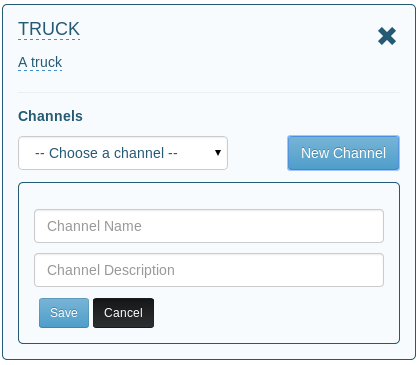 TRUCK
A truck
Channels
-- Choose a channel --
New Channel
Channel Name
Channel Description
Save
Cancel